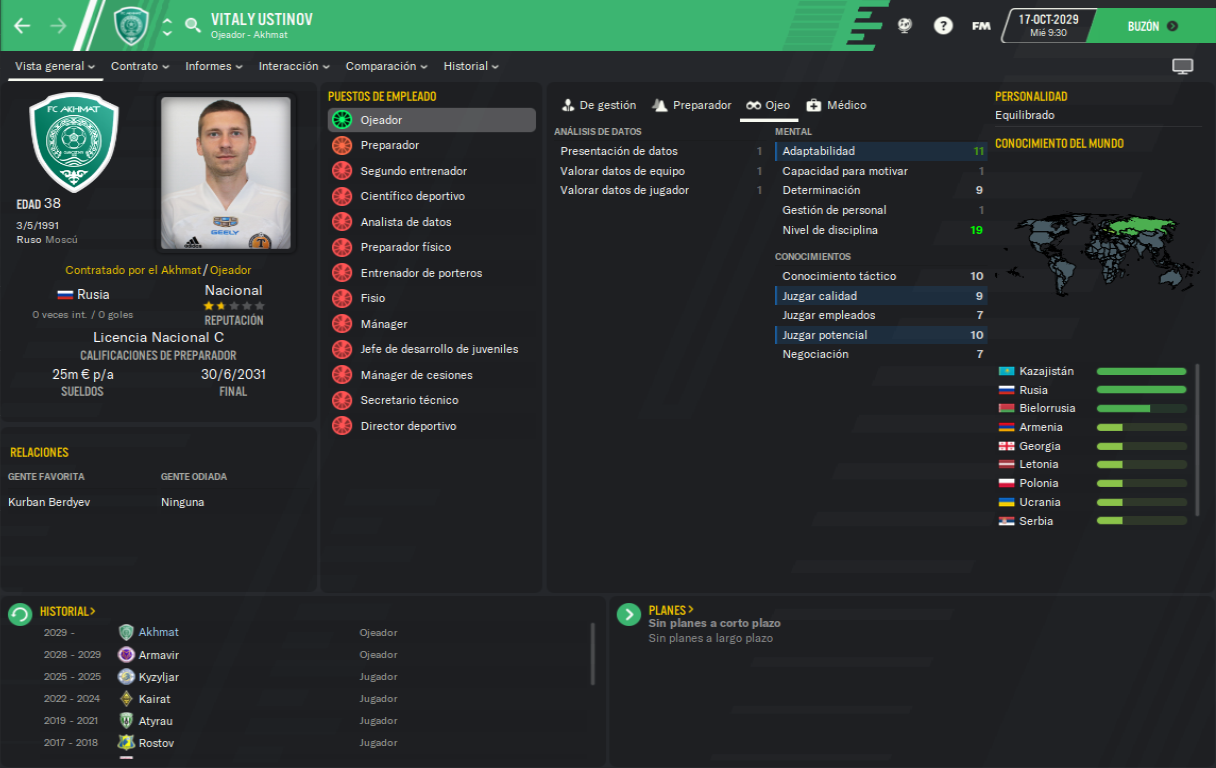 VITALY USTINOV
Ojeador - Akhmat
?
FM
17-OCT-2029
Mié 9:30
BUZÓN
Vista general
Contrato
Informes
Interacción
Comparación
Historial
FC AKHMAT
EDAD 38
3/5/1991
Ruso Moscú
GEELY
adidas
Contratado por el Akhmat / Ojeador
Rusia
0 veces int. / 0 goles
Nacional
REPUTACIÓN
Licencia Nacional C
CALIFICACIONES DE PREPARADOR
25m € p/a
SUELDOS
30/6/2031
FINAL
RELACIONES
GENTE FAVORITA
GENTE ODIADA
Kurban Berdyev
Ninguna
PUESTOS DE EMPLEADO
Ojeador
Preparador
Segundo entrenador
Científico deportivo
Analista de datos
Preparador físico
Entrenador de porteros
Fisio
Mánager
Jefe de desarrollo de juveniles
Mánager de cesiones
Secretario técnico
Director deportivo
De gestión
Preparador
Ojeo
Médico
ANÁLISIS DE DATOS
Presentación de datos 1
Valorar datos de equipo 1
Valorar datos de jugador 1
MENTAL
Adaptabilidad 11
Capacidad para motivar 1
Determinación 9
Gestión de personal 1
Nivel de disciplina 19
CONOCIMIENTOS
Conocimiento táctico 10
Juzgar calidad 9
Juzgar empleados 7
Juzgar potencial 10
Negociación 7
PERSONALIDAD
Equilibrado
CONOCIMIENTO DEL MUNDO
Kazajistán
Rusia
Bielorrusia
Armenia
Georgia
Letonia
Polonia
Ucrania
Serbia
HISTORIAL >
2029 - Akhmat Ojeador
2028 - 2029 Armavir Ojeador
2025 - 2025 Kyzyljar Jugador
2022 - 2024 Kairat Jugador
2019 - 2021 Atyrau Jugador
2017 - 2018 Rostov Jugador
PLANES >
Sin planes a corto plazo
Sin planes a largo plazo